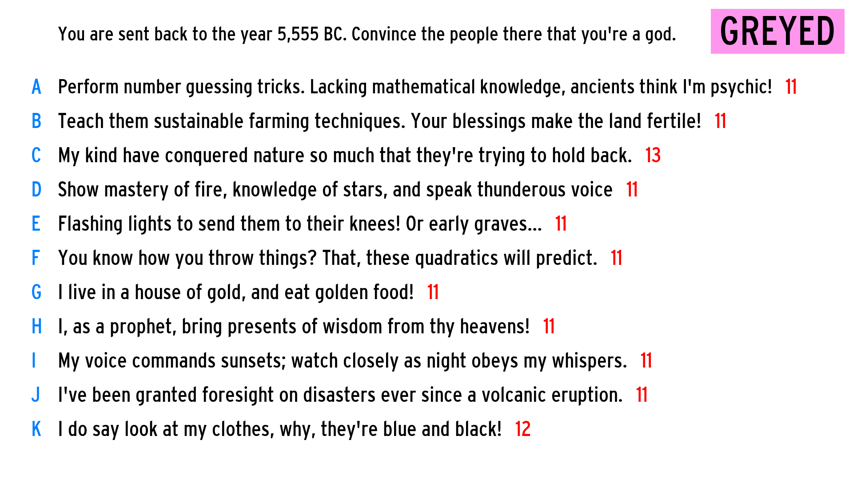 You are sent back to the year 5,555 BC. Convince the people there that you're a god.
GREYED
A Perform number guessing tricks. Lacking mathematical knowledge, ancients think I'm psychic! 11
B Teach them sustainable farming techniques. Your blessings make the land fertile! 11
C My kind have conquered nature so much that they're trying to hold back. 13
D Show mastery of fire, knowledge of stars, and speak thunderous voice 11
E Flashing lights to send them to their knees! Or early graves... 11
F You know how you throw things? That, these quadratics will predict. 11
G I live in a house of gold, and eat golden food! 11
H I, as a prophet, bring presents of wisdom from thy heavens! 11
I My voice commands sunsets; watch closely as night obeys my whispers. 11
J I've been granted foresight on disasters ever since a volcanic eruption. 11
K I do say look at my clothes, why, they're blue and black! 12